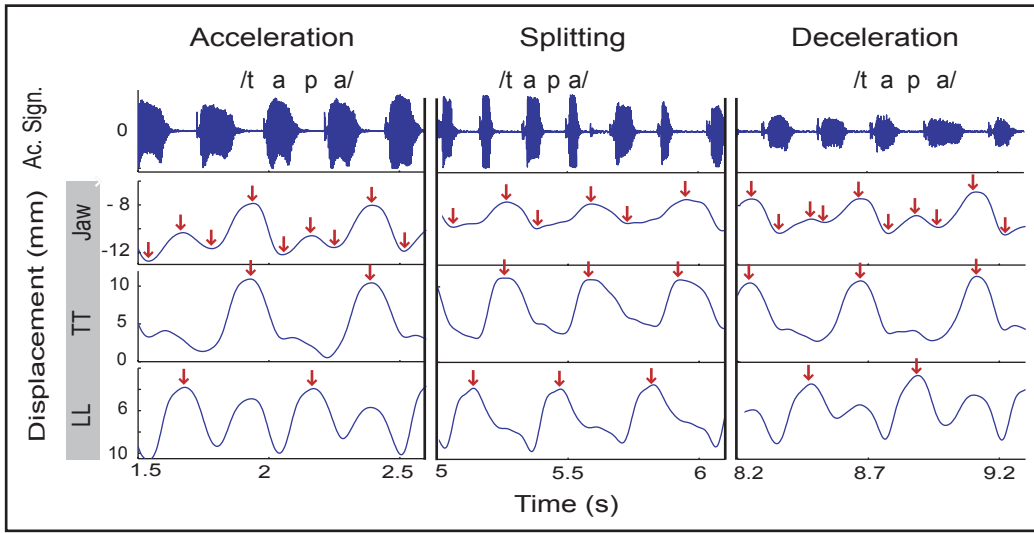 Acceleration Splitting Deceleration
/t a p a/ /t a p a/ /t a p a/
Ac. Sign.
0
Displacement (mm)
Jaw
- 8
-12
TT
10
5
0
LL
6
10
1.5 2 2.5 5 5.5 6 8.2 8.7 9.2
Time (s)